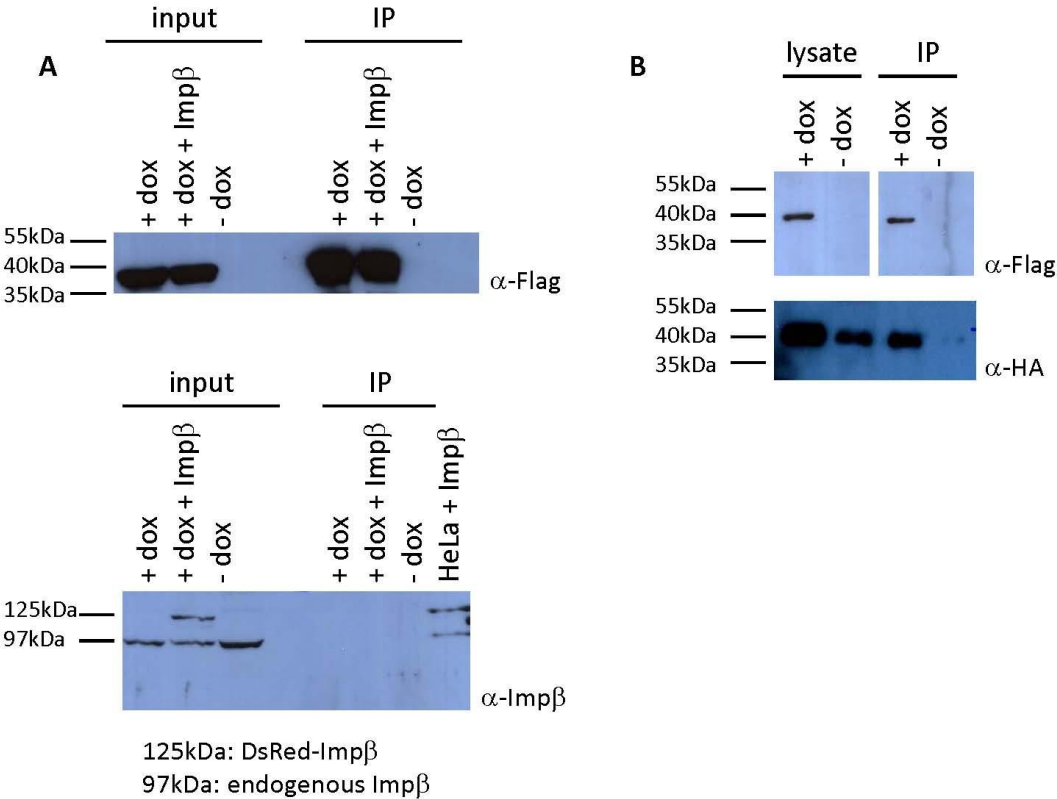 A
input IP
+ dox
+ dox + Impβ
- dox
+ dox
+ dox + Impβ
- dox
55kDa
40kDa
35kDa
α-Flag
input IP
+ dox
+ dox + Impβ
- dox
+ dox
+ dox + Impβ
- dox
HeLa + Impβ
125kDa
97kDa
α-Impβ
125kDa: DsRed-Impβ
97kDa: endogenous Impβ
B
lysate IP
+ dox
- dox
+ dox
- dox
55kDa
40kDa
35kDa
α-Flag
55kDa
40kDa
35kDa
α-HA